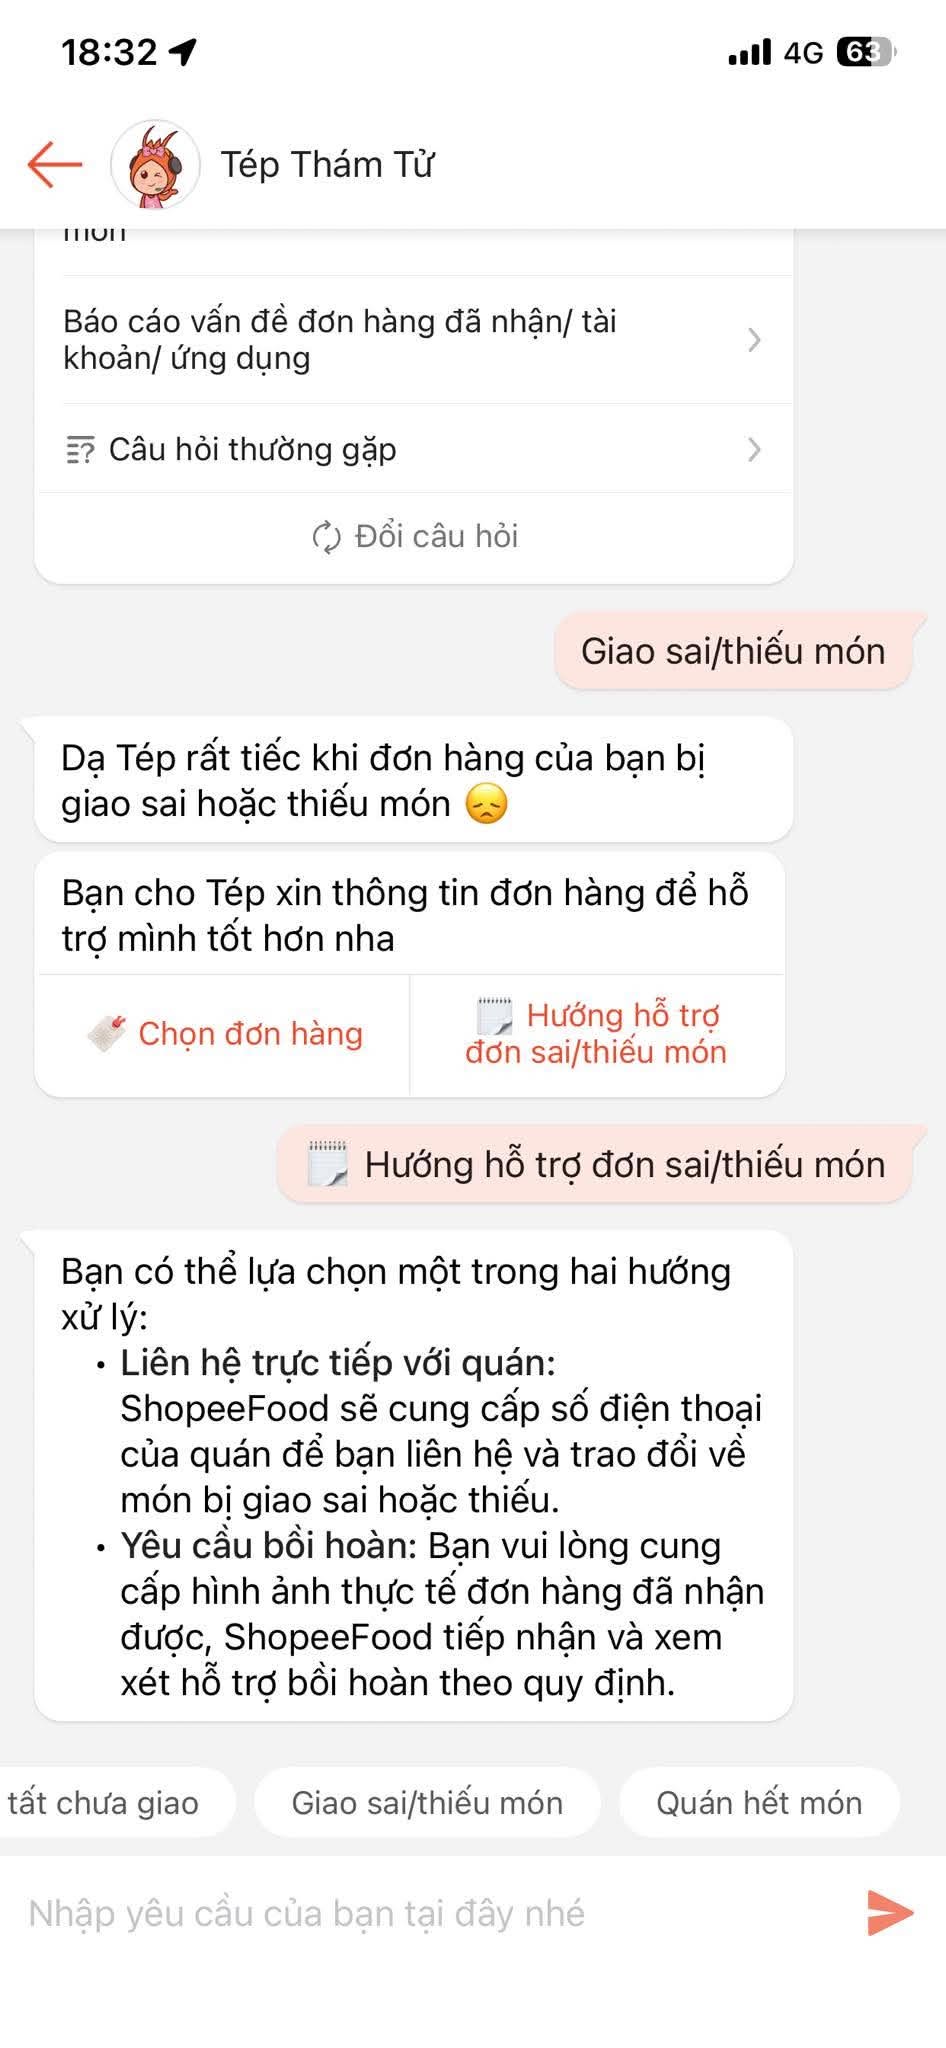 18:32
4G 63
Tép Thám Tử
món
Báo cáo vấn đề đơn hàng đã nhận/ tài
khoản/ ứng dụng
Câu hỏi thường gặp
Đổi câu hỏi
Giao sai/thiếu món
Dạ Tép rất tiếc khi đơn hàng của bạn bị
giao sai hoặc thiếu món 😞
Bạn cho Tép xin thông tin đơn hàng để hỗ
trợ mình tốt hơn nha
Chọn đơn hàng
Hướng hỗ trợ
đơn sai/thiếu món
Hướng hỗ trợ đơn sai/thiếu món
Bạn có thể lựa chọn một trong hai hướng
xử lý:
• Liên hệ trực tiếp với quán:
ShopeeFood sẽ cung cấp số điện thoại
của quán để bạn liên hệ và trao đổi về
món bị giao sai hoặc thiếu.
• Yêu cầu bồi hoàn: Bạn vui lòng cung
cấp hình ảnh thực tế đơn hàng đã nhận
được, ShopeeFood tiếp nhận và xem
xét hỗ trợ bồi hoàn theo quy định.
tất chưa giao
Giao sai/thiếu món
Quán hết món
Nhập yêu cầu của bạn tại đây nhé